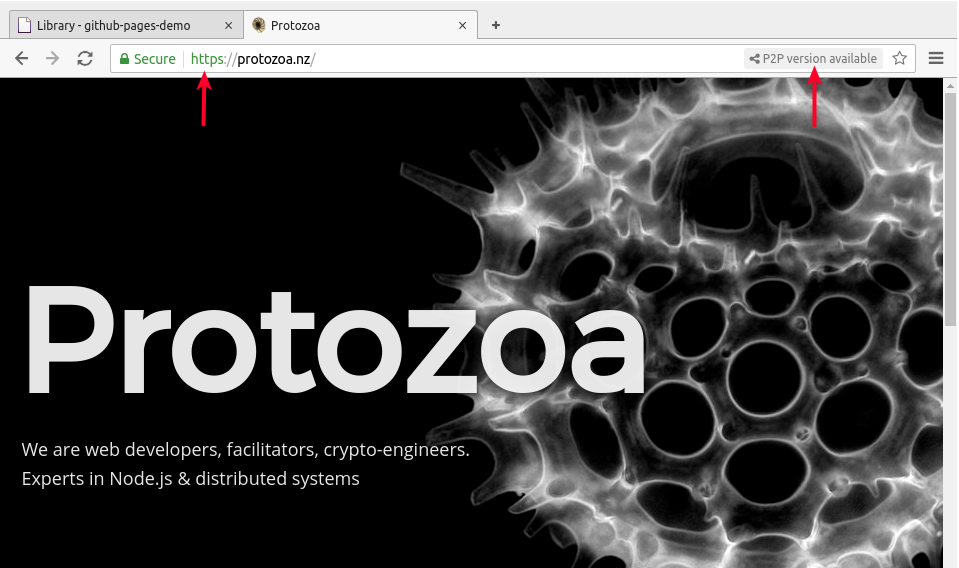 Library - github-pages-demo
Protozoa
Secure https://protozoa.nz/ P2P version available
Protozoa
We are web developers, facilitators, crypto-engineers.
Experts in Node.js & distributed systems